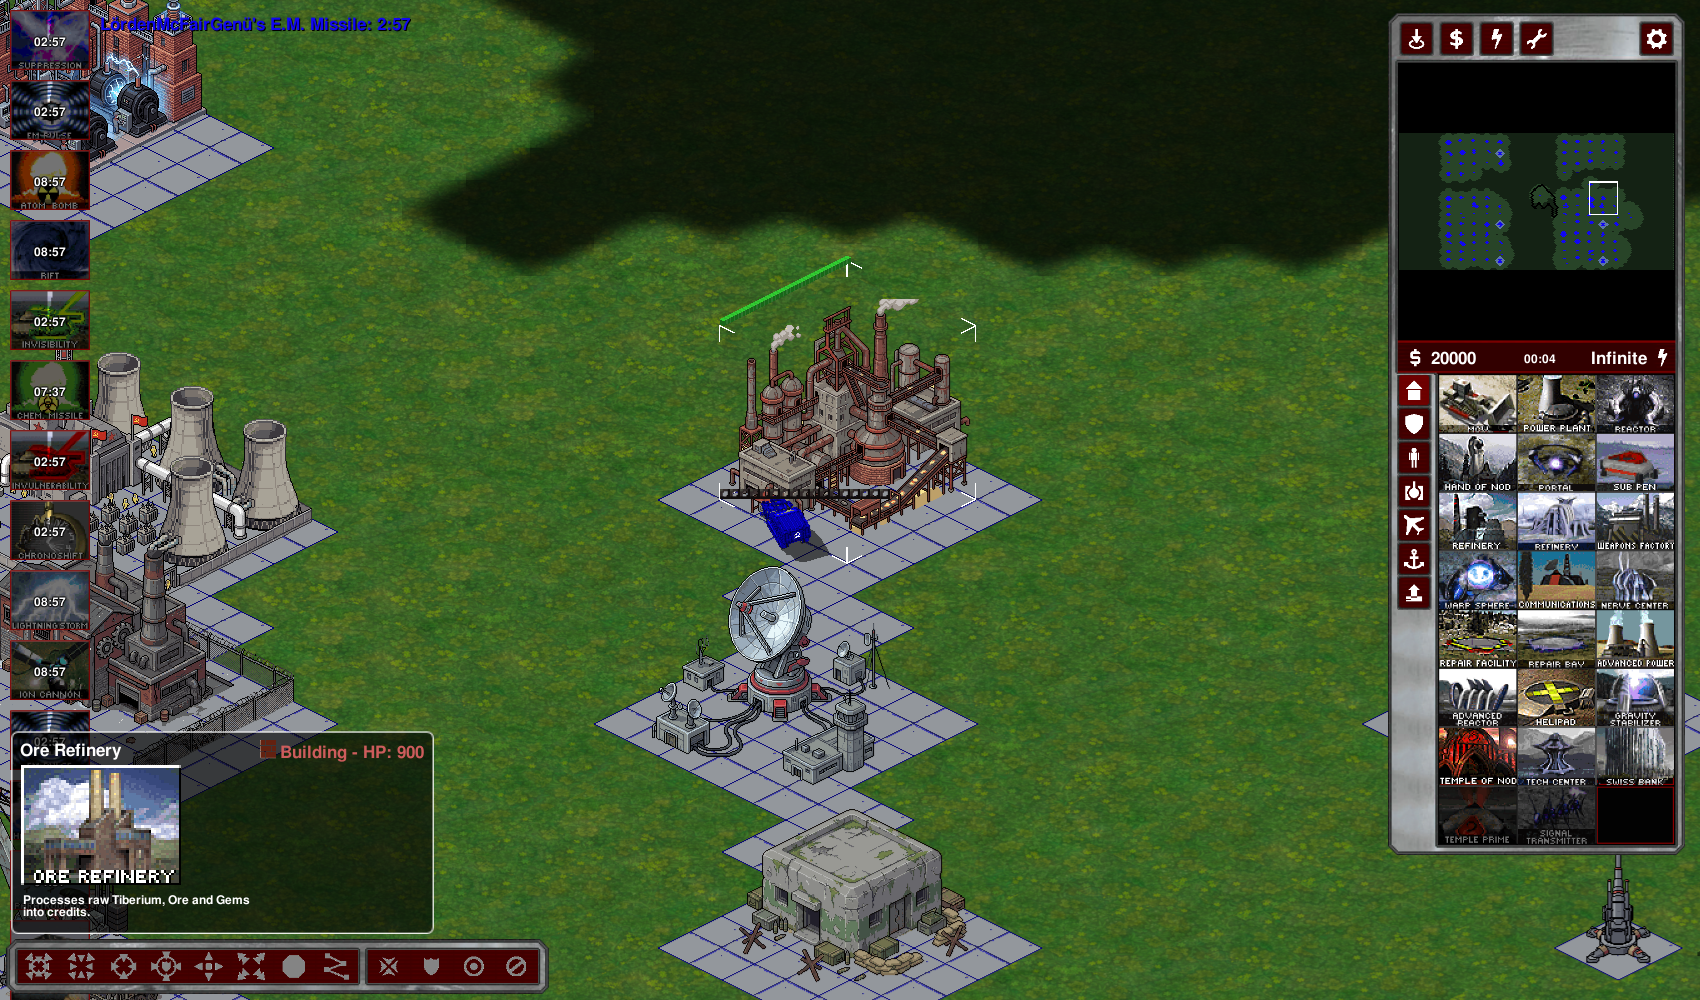 LördenMcFairGenü's E.M. Missile: 2:57
02:57
SUPPRESSION
02:57
EM PULSE
08:57
ATOM BOMB
08:57
RIFT
02:57
INVISIBILITY
07:37
CHEM. MISSILE
02:57
INVULNERABILITY
02:57
CHRONOSHIFT
08:57
LIGHTNING STORM
08:57
ION CANNON
Ore Refinery
Building - HP: 900
ORE REFINERY
Processes raw Tiberium, Ore and Gems
into credits.
$ 20000
00:04
Infinite
MCV
POWER PLANT
REACTOR
HAND OF NOD
PORTAL
SUB PEN
REFINERY
REFINERY
WEAPONS FACTORY
WARP SPHERE
COMMUNICATIONS
NERVE CENTER
REPAIR FACILITY
REPAIR BAY
ADVANCED POWER
ADVANCED
REACTOR
HELIPAD
GRAVITY
STABILIZER
TEMPLE OF NOD
TECH CENTER
SWISS BANK
TEMPLE PRIME
SIGNAL
TRANSMITTER